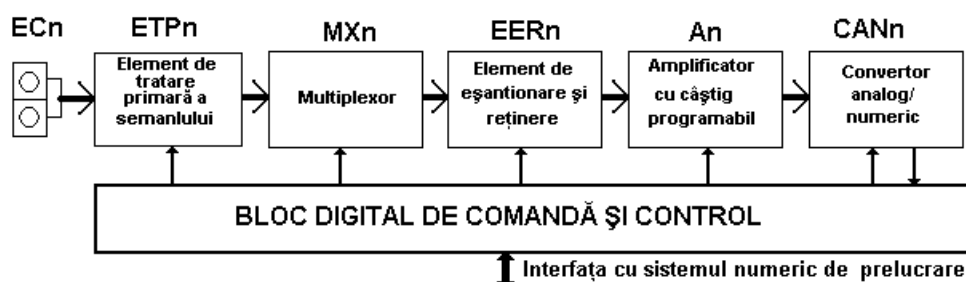 ECn ETPn MXn EERn An CANn
Element de
tratare
primară a
semanlului
Multiplexor
Element de
eşantionare şi
reţinere
Amplificator
cu câştig
programabil
Convertor
analog/
numeric
BLOC DIGITAL DE COMANDĂ ŞI CONTROL
Interfaţa cu sistemul numeric de prelucrare